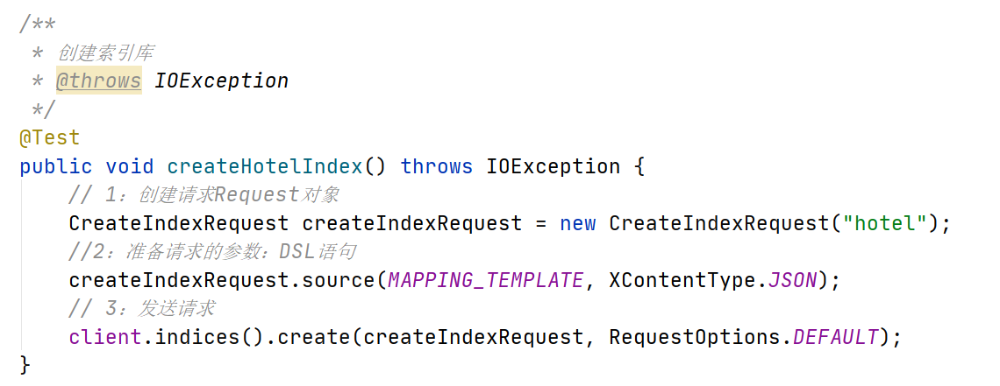 /**
 * 创建索引库
 * @throws IOException
 */
@Test
public void createHotelIndex() throws IOException {
    // 1：创建请求Request对象
    CreateIndexRequest createIndexRequest = new CreateIndexRequest("hotel");
    //2：准备请求的参数：DSL语句
    createIndexRequest.source(MAPPING_TEMPLATE, XContentType.JSON);
    // 3：发送请求
    client.indices().create(createIndexRequest, RequestOptions.DEFAULT);
}